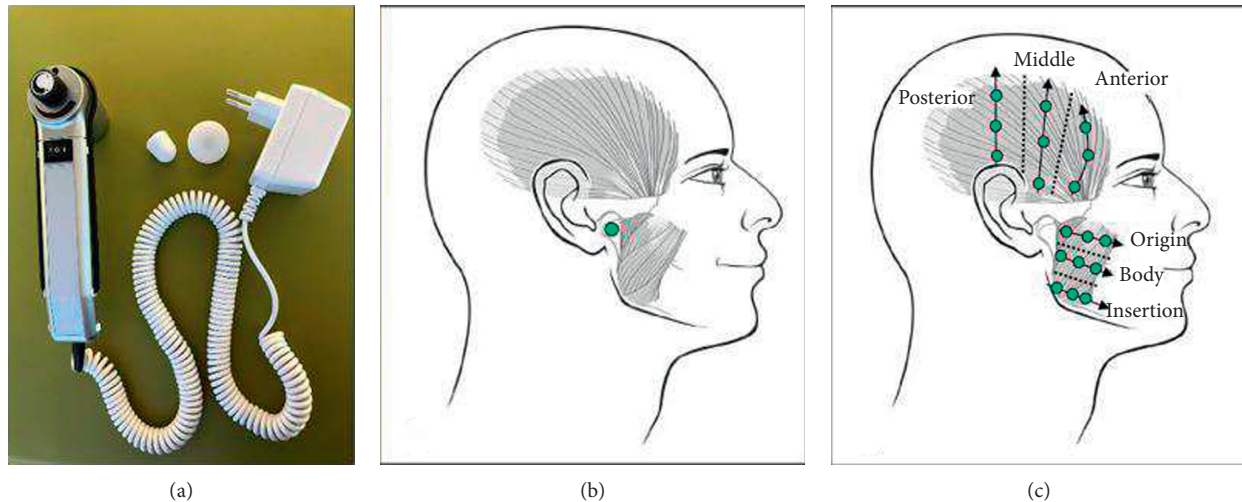 Middle
Anterior
Posterior
Origin
Body
Insertion
(a)
(b)
(c)